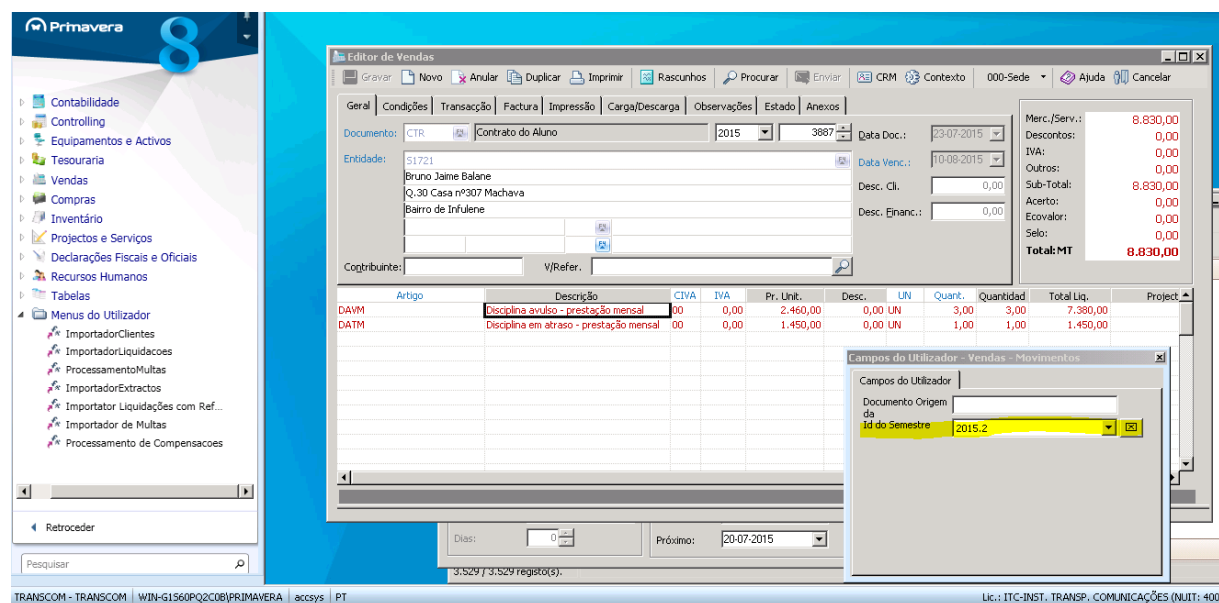 Primavera
8
Contabilidade
Controlling
Equipamentos e Activos
Tesouraria
Vendas
Compras
Inventário
Projectos e Serviços
Declarações Fiscais e Oficiais
Recursos Humanos
Tabelas
Menus do Utilizador
ImportadorClientes
ImportadorLiquidacoes
ProcessamentoMultas
ImportadorExtractos
Importator Liquidações com Ref...
Importador de Multas
Processamento de Compensacoes
Retroceder
Pesquisar
Editor de Vendas
Gravar Novo Anular Duplicar Imprimir Rascunhos Procurar Enviar CRM Contexto 000-Sede Ajuda Cancelar
Geral Condições Transacção Factura Impressão Carga/Descarga Observações Estado Anexos
Documento: CTR Contrato do Aluno 2015 3887 Data Doc.: 23-07-2015
Entidade: S1721 Data Venc.: 10-08-2015
Bruno Jaime Balane
Q.30 Casa nº307 Machava Desc. Cli. 0,00
Bairro de Infulene Desc. Financ.: 0,00
Contribuinte: V/Refer.
Merc./Serv.: 8.830,00
Descontos: 0,00
IVA: 0,00
Outros: 0,00
Sub-Total: 8.830,00
Acerto: 0,00
Ecovalor: 0,00
Selo: 0,00
Total:MT 8.830,00
Artigo Descrição CIVA IVA Pr. Unit. Desc. UN Quant. Quantidad Total Liq. Project
DAVM Disciplina avulso - prestação mensal 00 0,00 2.460,00 0,00 UN 3,00 3,00 7.380,00
DATM Disciplina em atraso - prestação mensal 00 0,00 1.450,00 0,00 UN 1,00 1,00 1.450,00
Campos do Utilizador - Vendas - Movimentos
Campos do Utilizador
Documento Origem
da
Id do Semestre 2015.2
Dias: 0 Próximo: 20-07-2015
3.529 / 3.529 registo(s).
TRANSCOM - TRANSCOM WIN-G1S60PQ2C0B\PRIMAVERA accsys PT Lic.: ITC-INST. TRANSP. COMUNICAÇÕES (NUIT: 400